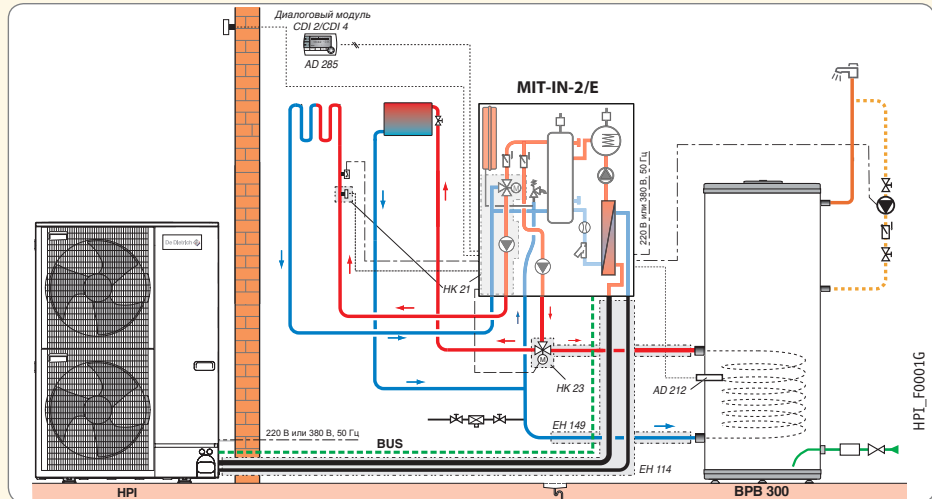 Диалоговый модуль
CDI 2/CDI 4
AD 285
MIT-IN-2/E
M
220 В или 380 В, 50 Гц
De Dietrich
HK 21
M
HK 23
AD 212
HPI_F0001G
220 В или 380 В, 50 Гц
BUS
EH 149
EH 114
HPI
BPB 300